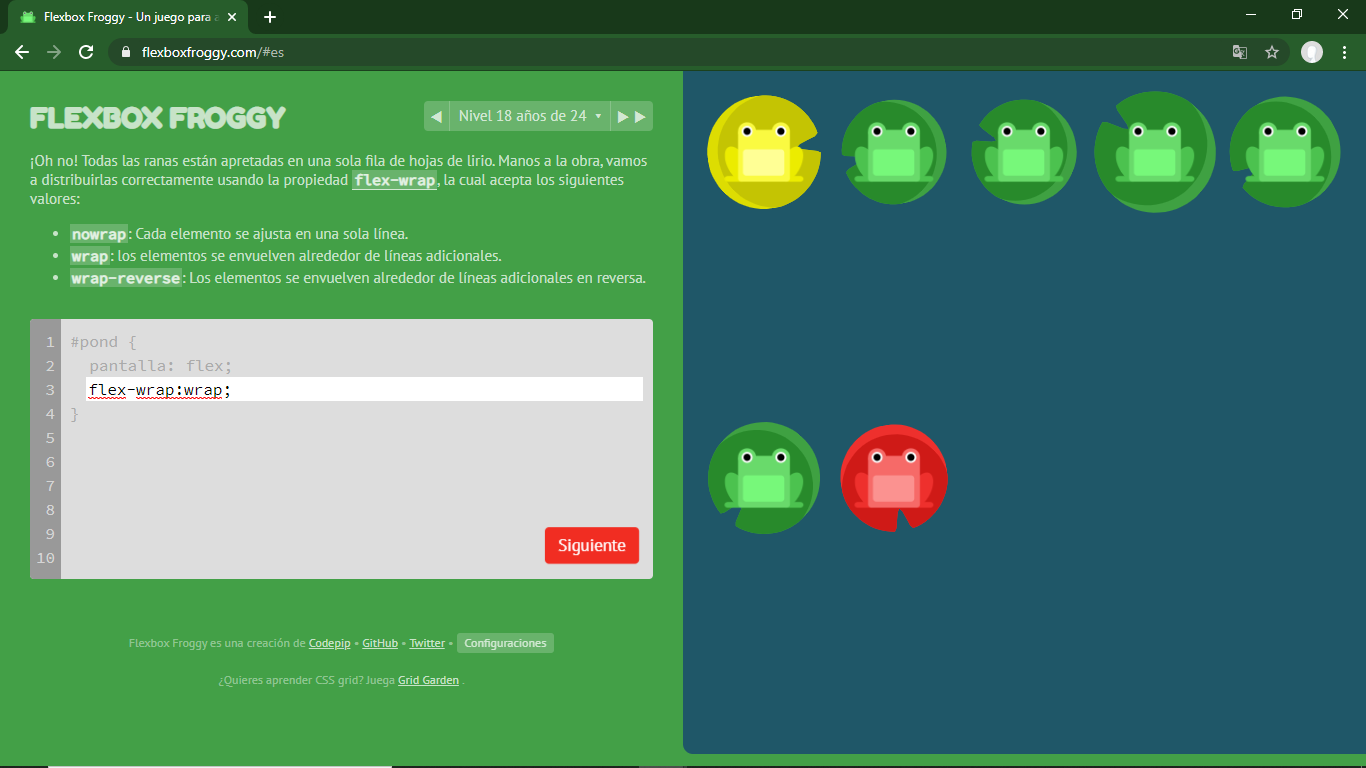 Flexbox Froggy - Un juego para a
flexboxfroggy.com/#es
FLEXBOX FROGGY
Nivel 18 años de 24
¡Oh no! Todas las ranas están apretadas en una sola fila de hojas de lirio. Manos a la obra, vamos
a distribuirlas correctamente usando la propiedad flex-wrap, la cual acepta los siguientes
valores:
• nowrap: Cada elemento se ajusta en una sola línea.
• wrap: los elementos se envuelven alrededor de líneas adicionales.
• wrap-reverse: Los elementos se envuelven alrededor de líneas adicionales en reversa.
1 #pond {
2 pantalla: flex;
3 flex-wrap:wrap;
4 }
5
6
7
8
9
10
Siguiente
Flexbox Froggy es una creación de Codepip • GitHub • Twitter • Configuraciones
¿Quieres aprender CSS grid? Juega Grid Garden .